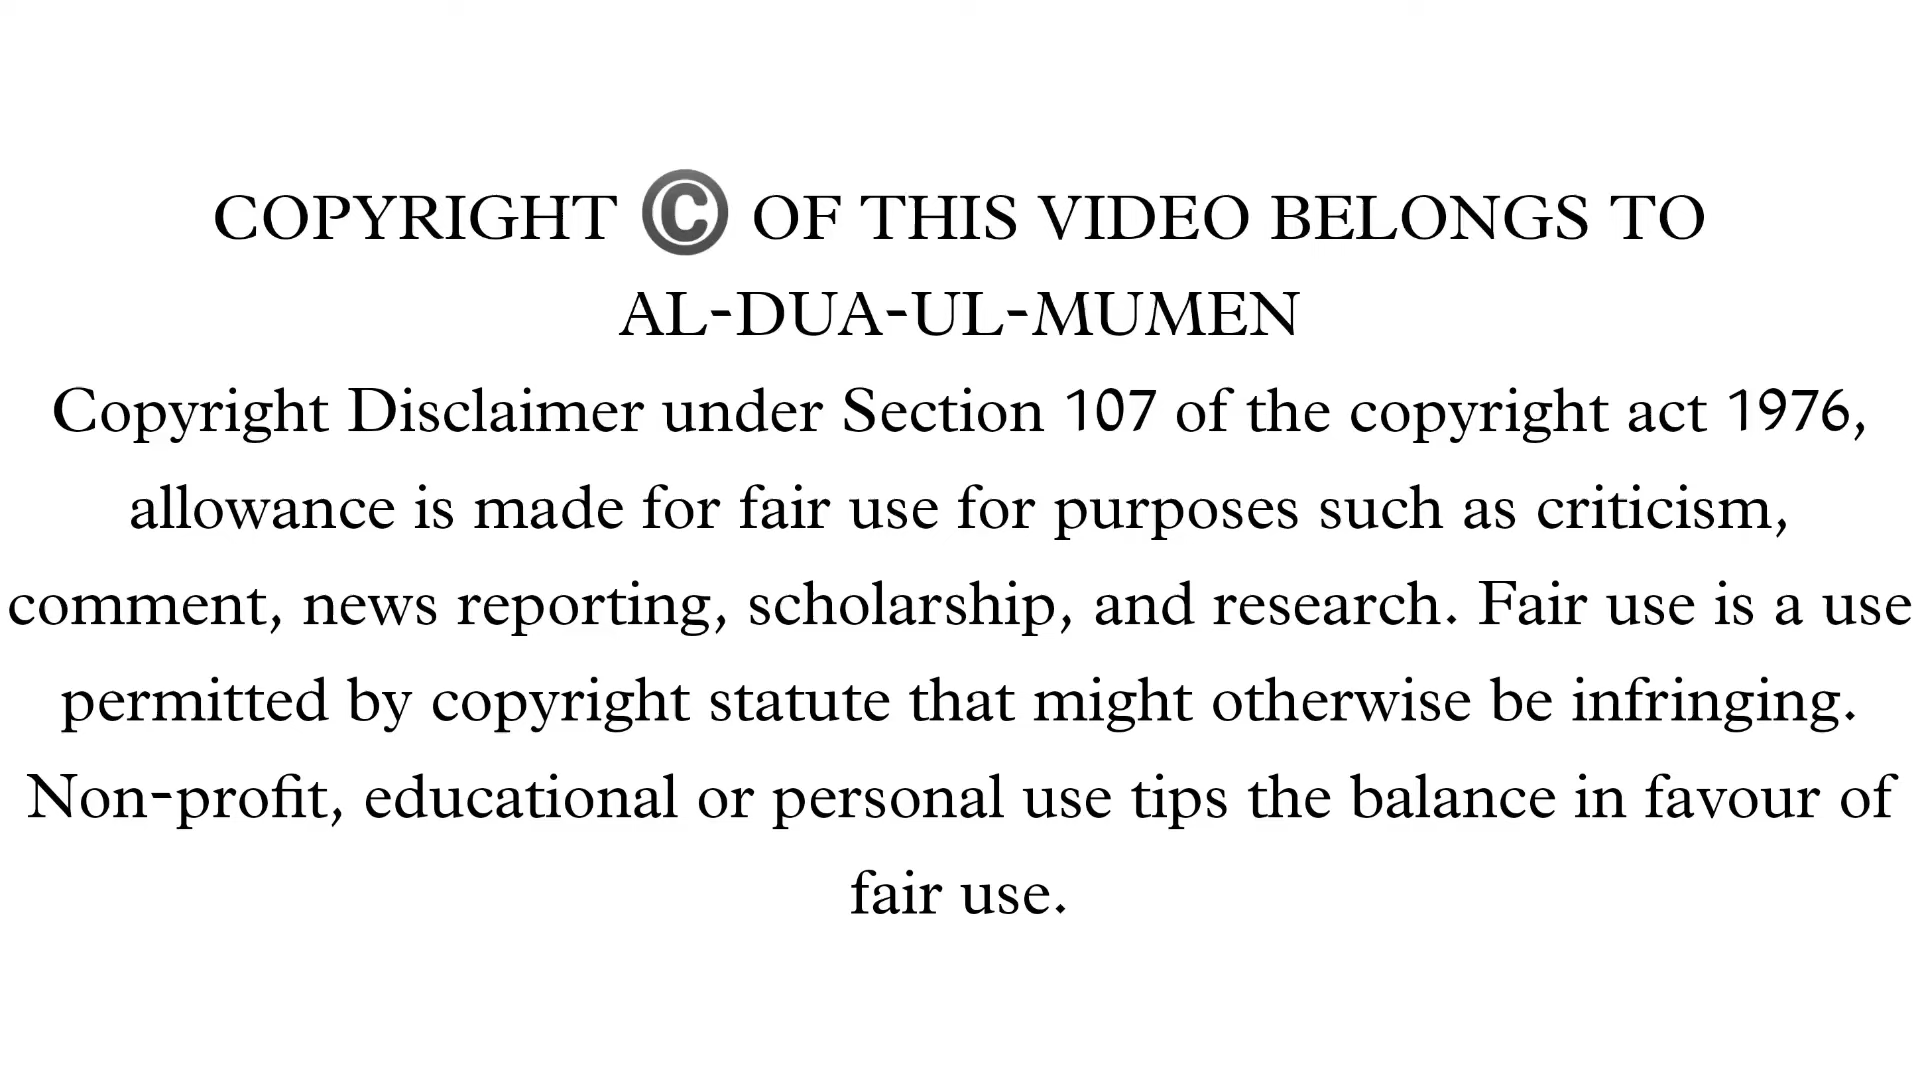 COPYRIGHT © OF THIS VIDEO BELONGS TO
AL-DUA-UL-MUMEN
Copyright Disclaimer under Section 107 of the copyright act 1976,
allowance is made for fair use for purposes such as criticism,
comment, news reporting, scholarship, and research. Fair use is a use
permitted by copyright statute that might otherwise be infringing.
Non-profit, educational or personal use tips the balance in favour of
fair use.